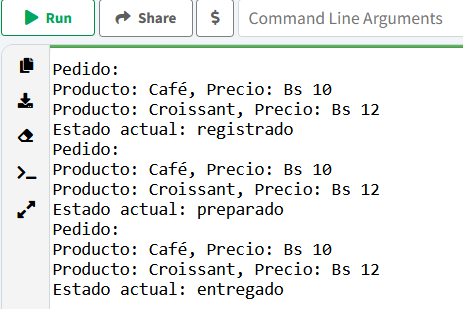 Run
Share
$
Command Line Arguments
Pedido:
Producto: Café, Precio: Bs 10
Producto: Croissant, Precio: Bs 12
Estado actual: registrado
Pedido:
Producto: Café, Precio: Bs 10
Producto: Croissant, Precio: Bs 12
Estado actual: preparado
Pedido:
Producto: Café, Precio: Bs 10
Producto: Croissant, Precio: Bs 12
Estado actual: entregado